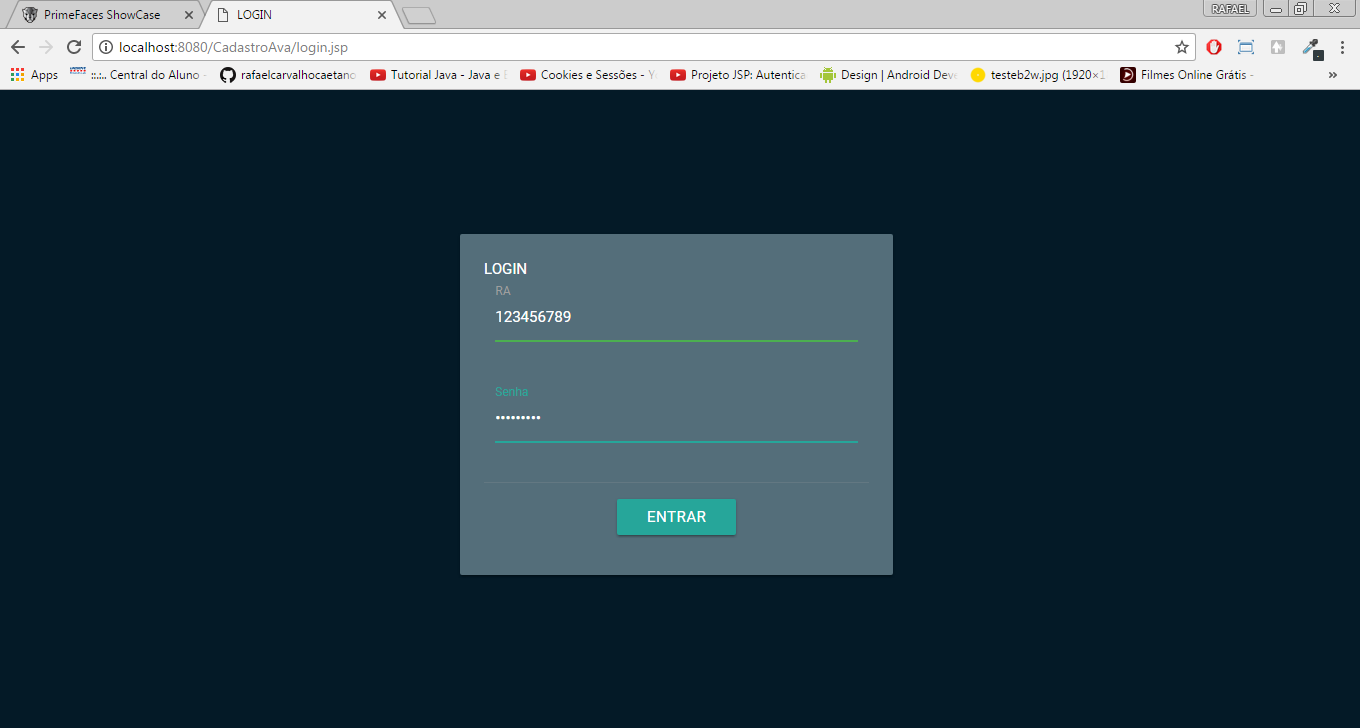 PrimeFaces ShowCase
LOGIN
RAFAEL
localhost:8080/CadastroAva/login.jsp
Apps
::.:.. Central do Aluno -
rafaelcarvalhocaetano
Tutorial Java - Java e
Cookies e Sessões -
Projeto JSP: Autentica
Design | Android Deve
testeb2w.jpg (1920×1
Filmes Online Grátis -
»
LOGIN
RA
123456789
Senha
•••••••••
ENTRAR